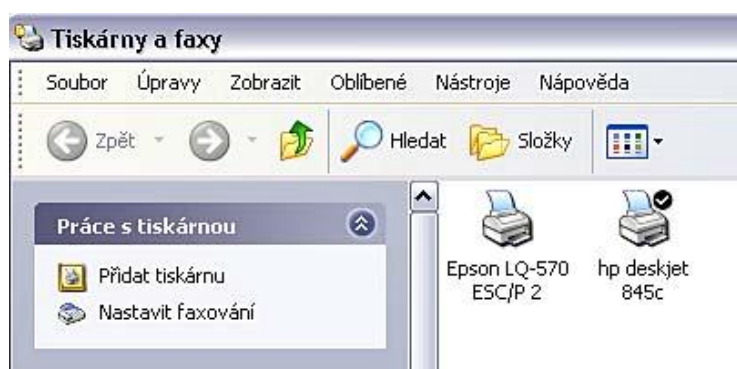 Tiskárny a faxy
Soubor Úpravy Zobrazit Oblíbené Nástroje Nápověda
Zpět Hledat Složky
Práce s tiskárnou
Přidat tiskárnu
Nastavit faxování
Epson LQ-570
ESC/P 2
hp deskjet
845c